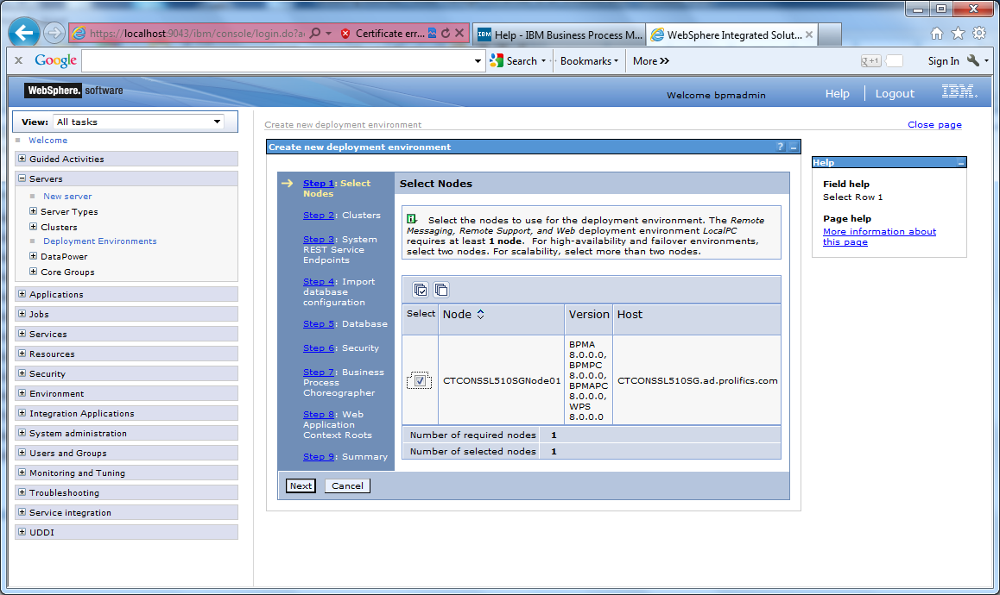 https://localhost:9043/ibm/console/login.do?a
Certificate err...
IBM Help - IBM Business Process M...
WebSphere Integrated Solut...
x Google
Search
Bookmarks
More »
+1
Sign In
WebSphere. software
Welcome bpmadmin
Help
Logout
IBM.
View: All tasks
Welcome
Guided Activities
Servers
New server
Server Types
Clusters
Deployment Environments
DataPower
Core Groups
Applications
Jobs
Services
Resources
Security
Environment
Integration Applications
System administration
Users and Groups
Monitoring and Tuning
Troubleshooting
Service integration
UDDI
Create new deployment environment
Close page
Create new deployment environment
? _
Step 1: Select
Nodes
Step 2: Clusters
Step 3: System
REST Service
Endpoints
Step 4: Import
database
configuration
Step 5: Database
Step 6: Security
Step 7: Business
Process
Choreographer
Step 8: Web
Application
Context Roots
Step 9: Summary
Select Nodes
Select the nodes to use for the deployment environment. The Remote
Messaging, Remote Support, and Web deployment environment LocalPC
requires at least 1 node. For high-availability and failover environments,
select two nodes. For scalability, select more than two nodes.
Select Node Version Host
CTCONSSL510SGNode01
BPMA
8.0.0.0,
BPMPC
8.0.0.0,
BPMAPC
8.0.0.0,
WPS
8.0.0.0
CTCONSSL510SG.ad.prolifics.com
Number of required nodes 1
Number of selected nodes 1
Next
Cancel
Help
Field help
Select Row 1
Page help
More information about
this page